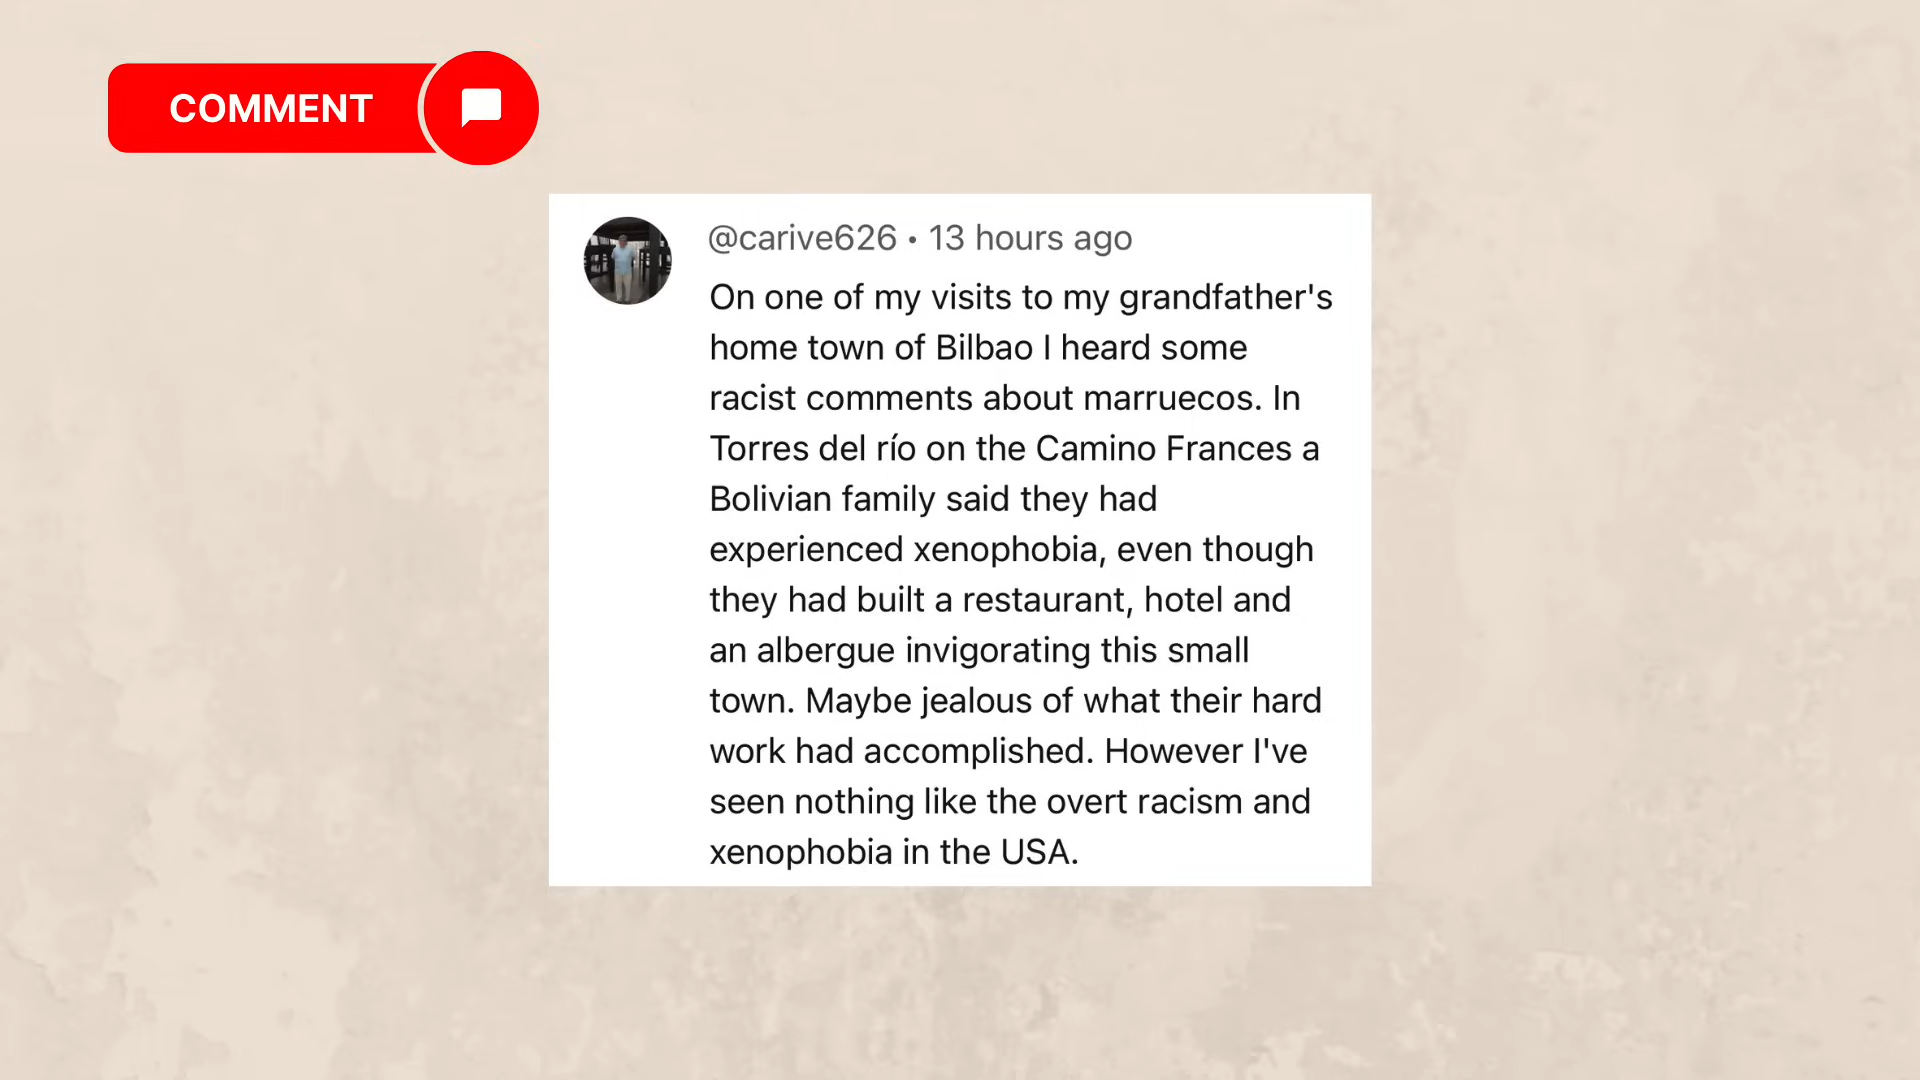 COMMENT
@carive626 • 13 hours ago
On one of my visits to my grandfather's
home town of Bilbao I heard some
racist comments about marruecos. In
Torres del río on the Camino Frances a
Bolivian family said they had
experienced xenophobia, even though
they had built a restaurant, hotel and
an albergue invigorating this small
town. Maybe jealous of what their hard
work had accomplished. However I've
seen nothing like the overt racism and
xenophobia in the USA.